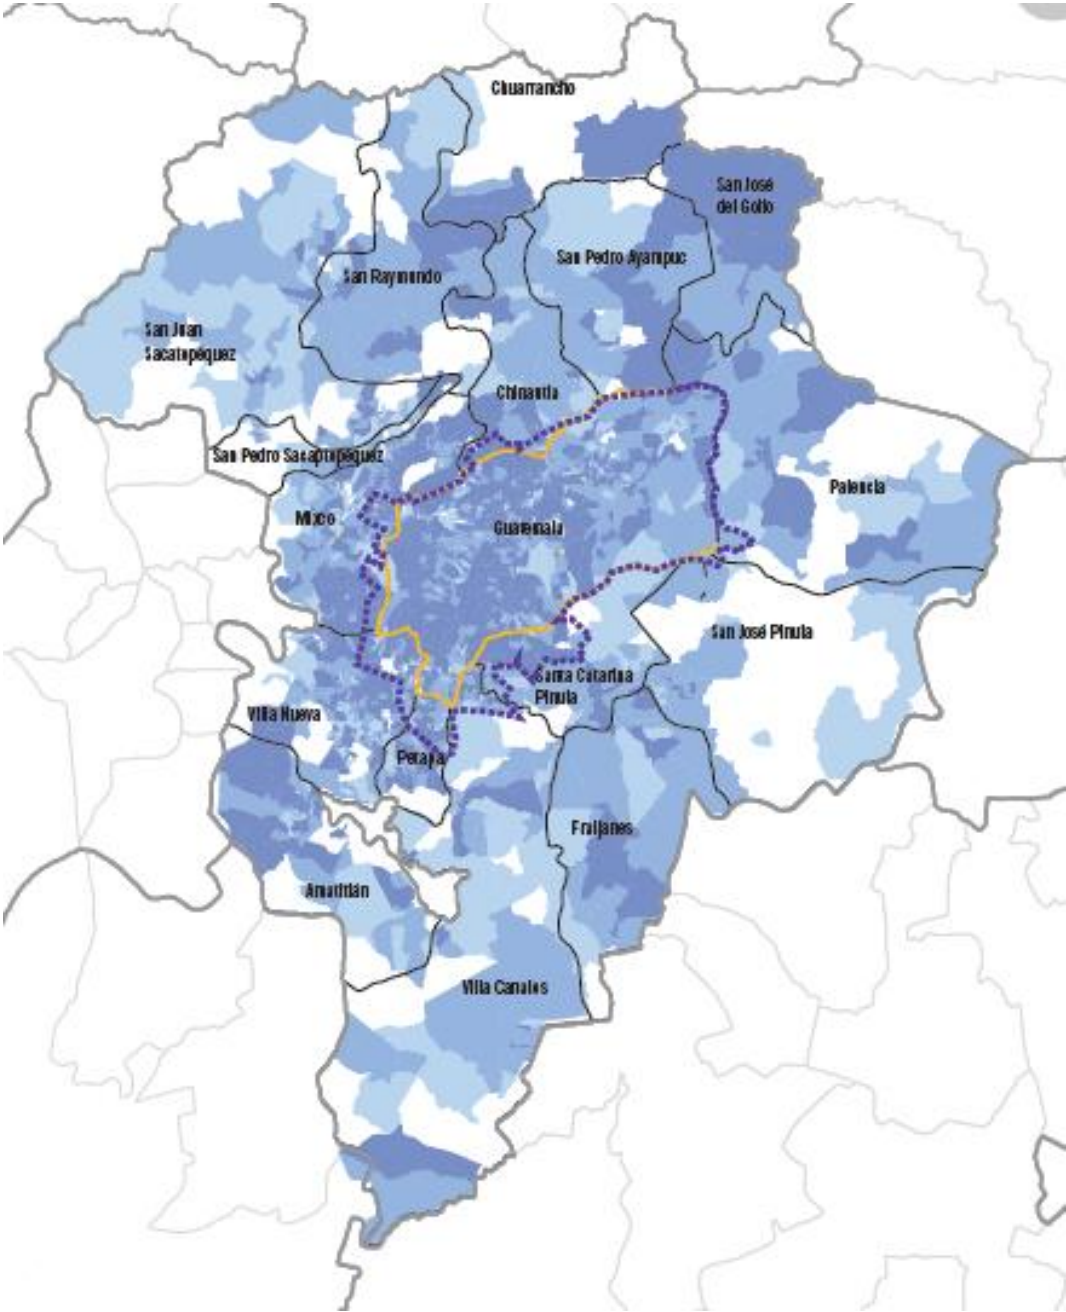 Chuarrancho
San José
del Golfo
San Pedro Ayampuc
San Raymundo
San Juan
Sacatepéquez
Chinautla
San Pedro Sacaptepéquez
Palencia
Mixco
Guatemala
San José Pinula
Santa Catarina
Pinula
Villa Nueva
Petapa
Fraijanes
Amatitlán
Villa Canales